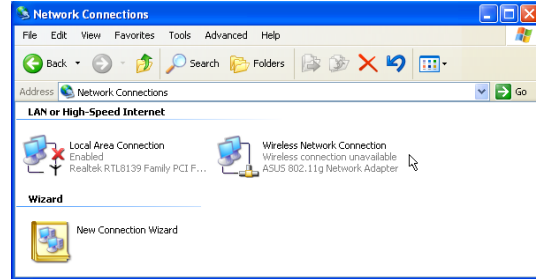 Network Connections
File Edit View Favorites Tools Advanced Help
Back Search Folders
Address Network Connections Go
LAN or High-Speed Internet
Local Area Connection
Enabled
Realtek RTL8139 Family PCI F...
Wireless Network Connection
Wireless connection unavailable
ASUS 802.11g Network Adapter
Wizard
New Connection Wizard